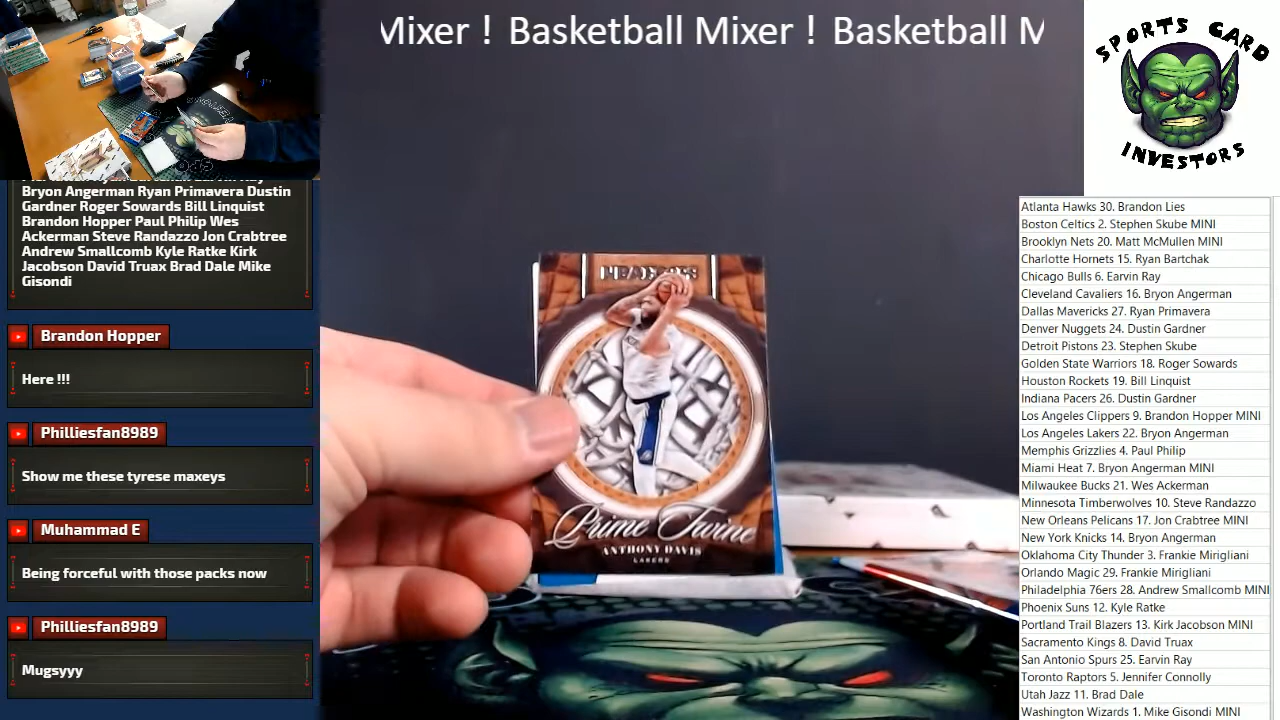 Mixer ! Basketball Mixer ! Basketball M
SPORTS CARD
INVESTORS
Bryon Angerman Ryan Primavera Dustin
Gardner Roger Sowards Bill Linquist
Brandon Hopper Paul Philip Wes
Ackerman Steve Randazzo Jon Crabtree
Andrew Smallcomb Kyle Ratke Kirk
Jacobson David Truax Brad Dale Mike
Gisondi
Brandon Hopper
Here !!!
Philliesfan8989
Show me these tyrese maxeys
Muhammad E
Being forceful with those packs now
Philliesfan8989
Mugsyyy
Prime Twine
ANTHONY DAVIS
LAKERS
Atlanta Hawks 30. Brandon Lies
Boston Celtics 2. Stephen Skube MINI
Brooklyn Nets 20. Matt McMullen MINI
Charlotte Hornets 15. Ryan Bartchak
Chicago Bulls 6. Earvin Ray
Cleveland Cavaliers 16. Bryon Angerman
Dallas Mavericks 27. Ryan Primavera
Denver Nuggets 24. Dustin Gardner
Detroit Pistons 23. Stephen Skube
Golden State Warriors 18. Roger Sowards
Houston Rockets 19. Bill Linquist
Indiana Pacers 26. Dustin Gardner
Los Angeles Clippers 9. Brandon Hopper MINI
Los Angeles Lakers 22. Bryon Angerman
Memphis Grizzlies 4. Paul Philip
Miami Heat 7. Bryon Angerman MINI
Milwaukee Bucks 21. Wes Ackerman
Minnesota Timberwolves 10. Steve Randazzo
New Orleans Pelicans 17. Jon Crabtree MINI
New York Knicks 14. Bryon Angerman
Oklahoma City Thunder 3. Frankie Mirigliani
Orlando Magic 29. Frankie Mirigliani
Philadelphia 76ers 28. Andrew Smallcomb MINI
Phoenix Suns 12. Kyle Ratke
Portland Trail Blazers 13. Kirk Jacobson MINI
Sacramento Kings 8. David Truax
San Antonio Spurs 25. Earvin Ray
Toronto Raptors 5. Jennifer Connolly
Utah Jazz 11. Brad Dale
Washington Wizards 1. Mike Gisondi MINI